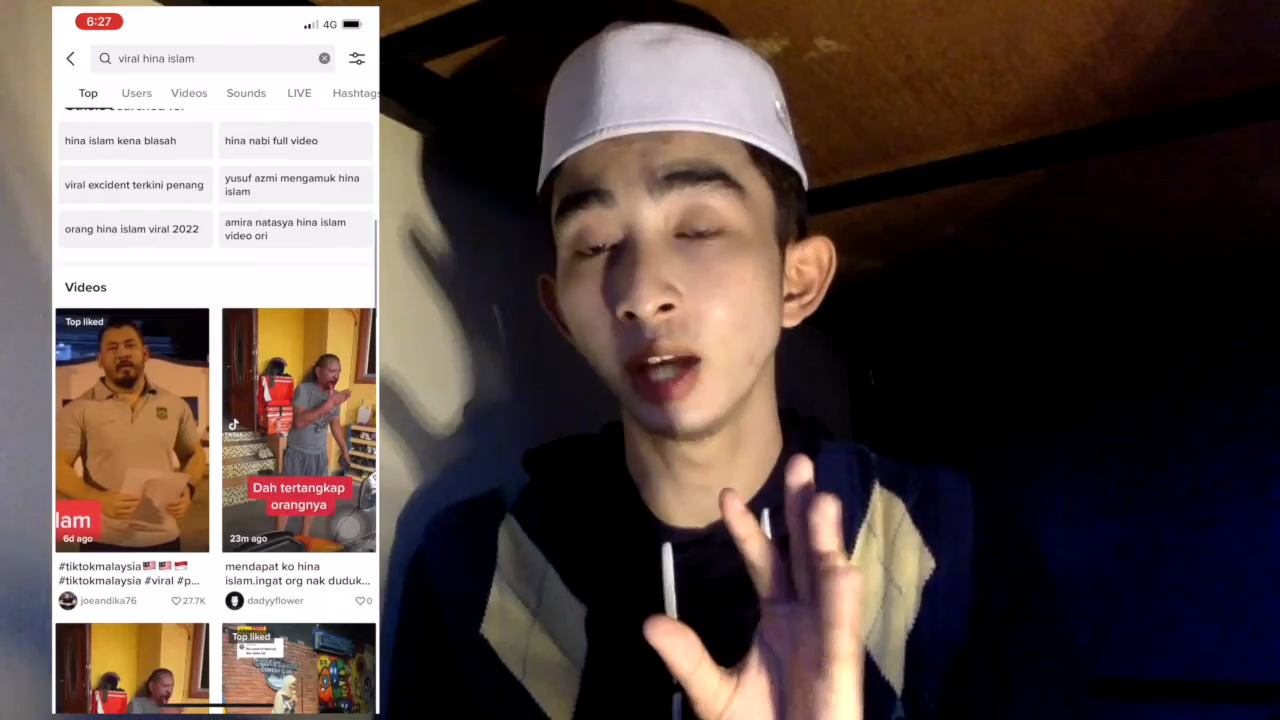 6:27
4G
viral hina islam
Top
Users
Videos
Sounds
LIVE
Hashtags
hina islam kena blasah
hina nabi full video
viral excident terkini penang
yusuf azmi mengamuk hina
islam
orang hina islam viral 2022
amira natasya hina islam
video ori
Videos
Top liked
lam
6d ago
TikTok
Dah tertangkap
orangnya
23m ago
#tiktokmalaysia🇲🇾 🇲🇾 🇮🇩
#tiktokmalaysia #viral #p...
joeandika76
27.7K
mendapat ko hina
islam.ingat org nak duduk...
dadyyflower
0
Top liked